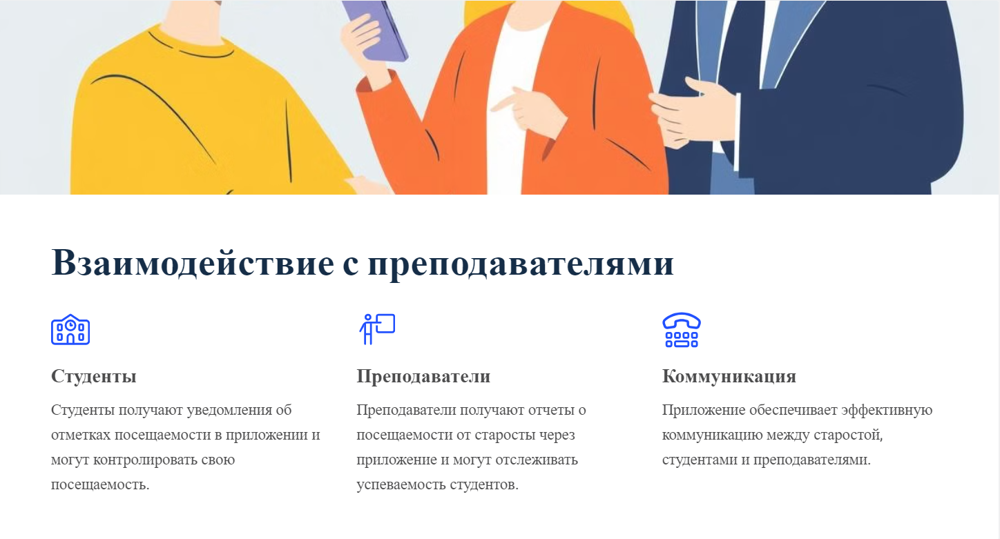 Взаимодействие с преподавателями
Студенты
Студенты получают уведомления об
отметках посещаемости в приложении и
могут контролировать свою
посещаемость.
Преподаватели
Преподаватели получают отчеты о
посещаемости от старосты через
приложение и могут отслеживать
успеваемость студентов.
Коммуникация
Приложение обеспечивает эффективную
коммуникацию между старостой,
студентами и преподавателями.